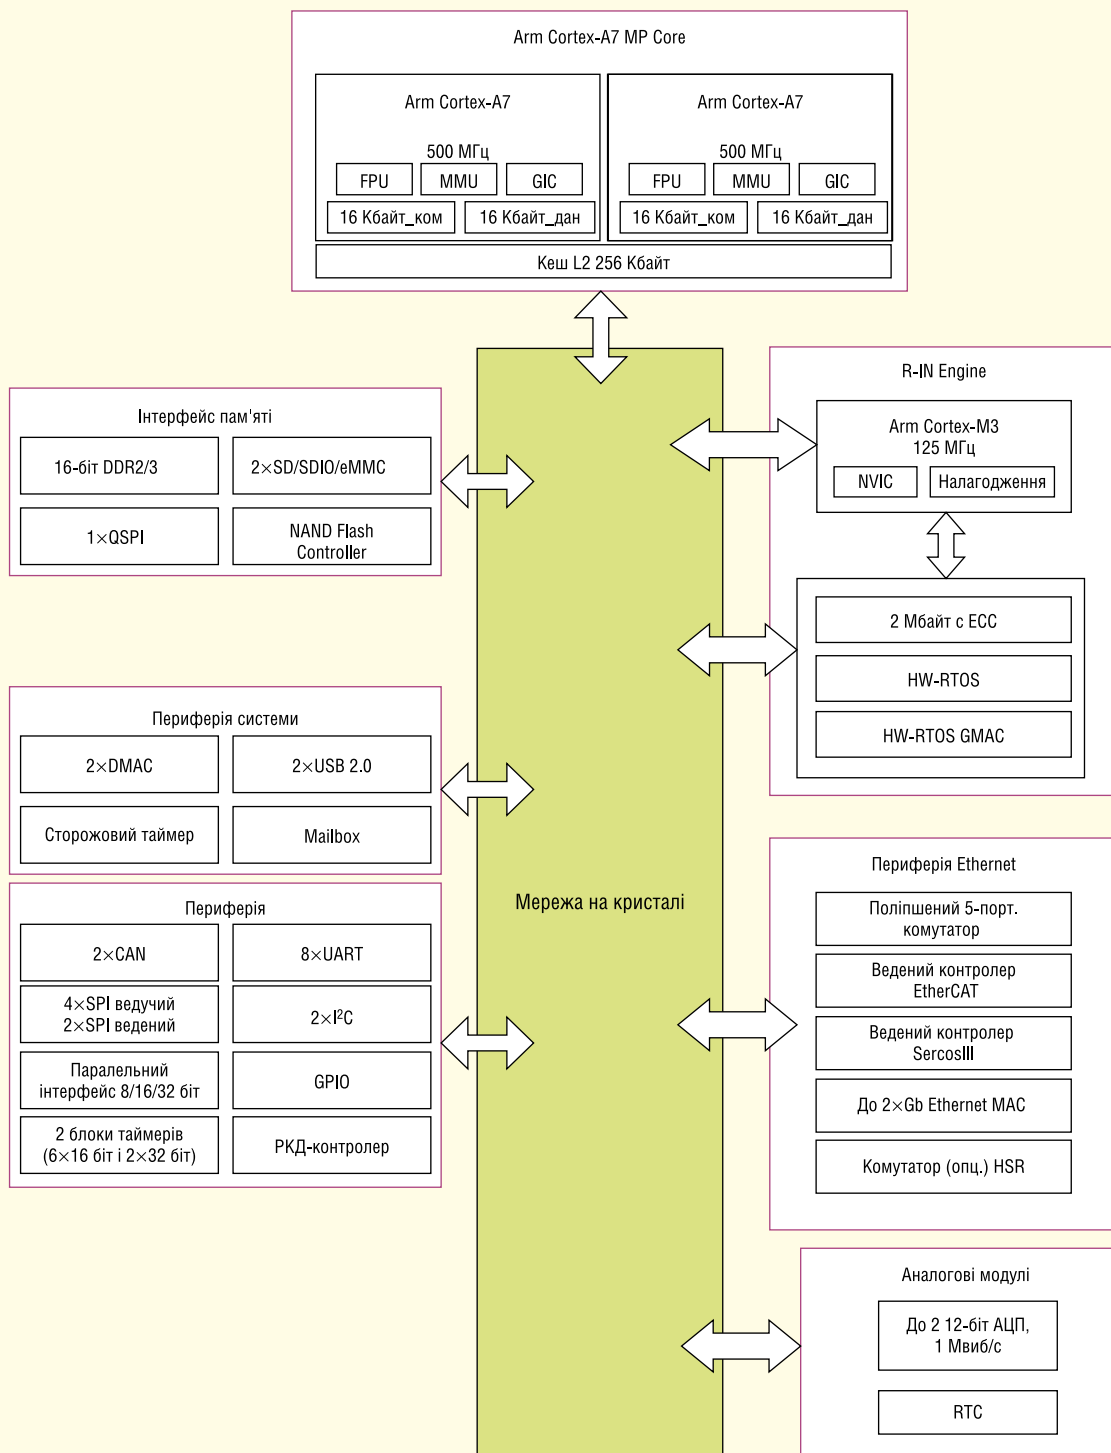 Arm Cortex-A7 MP Core
Arm Cortex-A7
500 МГц
FPU
MMU
GIC
16 Кбайт_ком
16 Кбайт_дан
Arm Cortex-A7
500 МГц
FPU
MMU
GIC
16 Кбайт_ком
16 Кбайт_дан
Кеш L2 256 Кбайт
Інтерфейс пам'яті
16-біт DDR2/3
2×SD/SDIO/eMMC
1×QSPI
NAND Flash
Controller
Периферія системи
2×DMAC
2×USB 2.0
Сторожовий таймер
Mailbox
Периферія
2×CAN
8×UART
4×SPI ведучий
2×SPI ведений
2×I²C
Паралельний
інтерфейс 8/16/32 біт
GPIO
2 блоки таймерів
(6×16 біт і 2×32 біт)
РКД-контролер
Мережа на кристалі
R-IN Engine
Arm Cortex-M3
125 МГц
NVIC
Налагодження
2 Мбайт с ECC
HW-RTOS
HW-RTOS GMAC
Периферія Ethernet
Поліпшений 5-порт.
комутатор
Ведений контролер
EtherCAT
Ведений контролер
SercosIII
До 2×Gb Ethernet MAC
Комутатор (опц.) HSR
Аналогові модулі
До 2 12-біт АЦП,
1 Мвиб/с
RTC